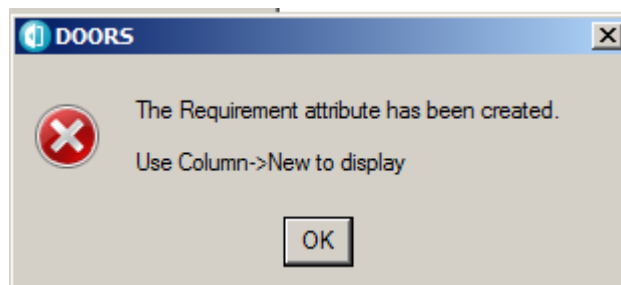 DOORS
The Requirement attribute has been created.
Use Column->New to display
OK